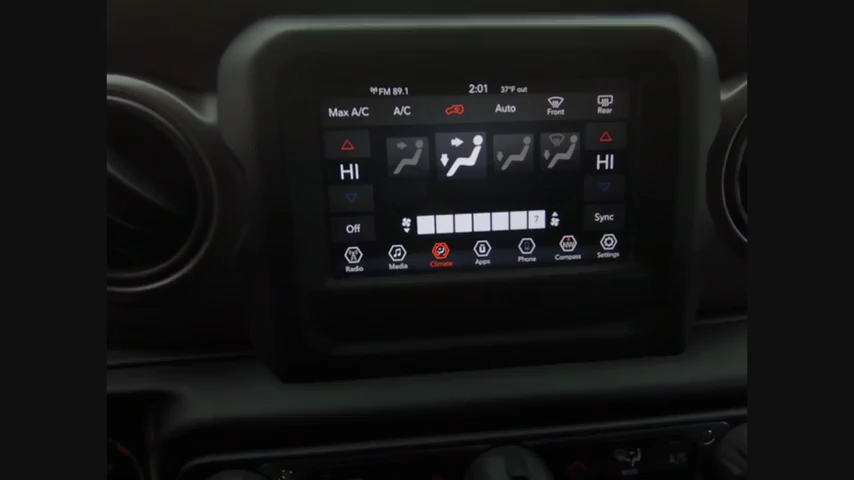 FM 89.1 2:01 37°F out
Max A/C A/C Auto Front Rear
HI HI
Off 7 Sync
Radio Media Climate Apps Phone Compass Settings